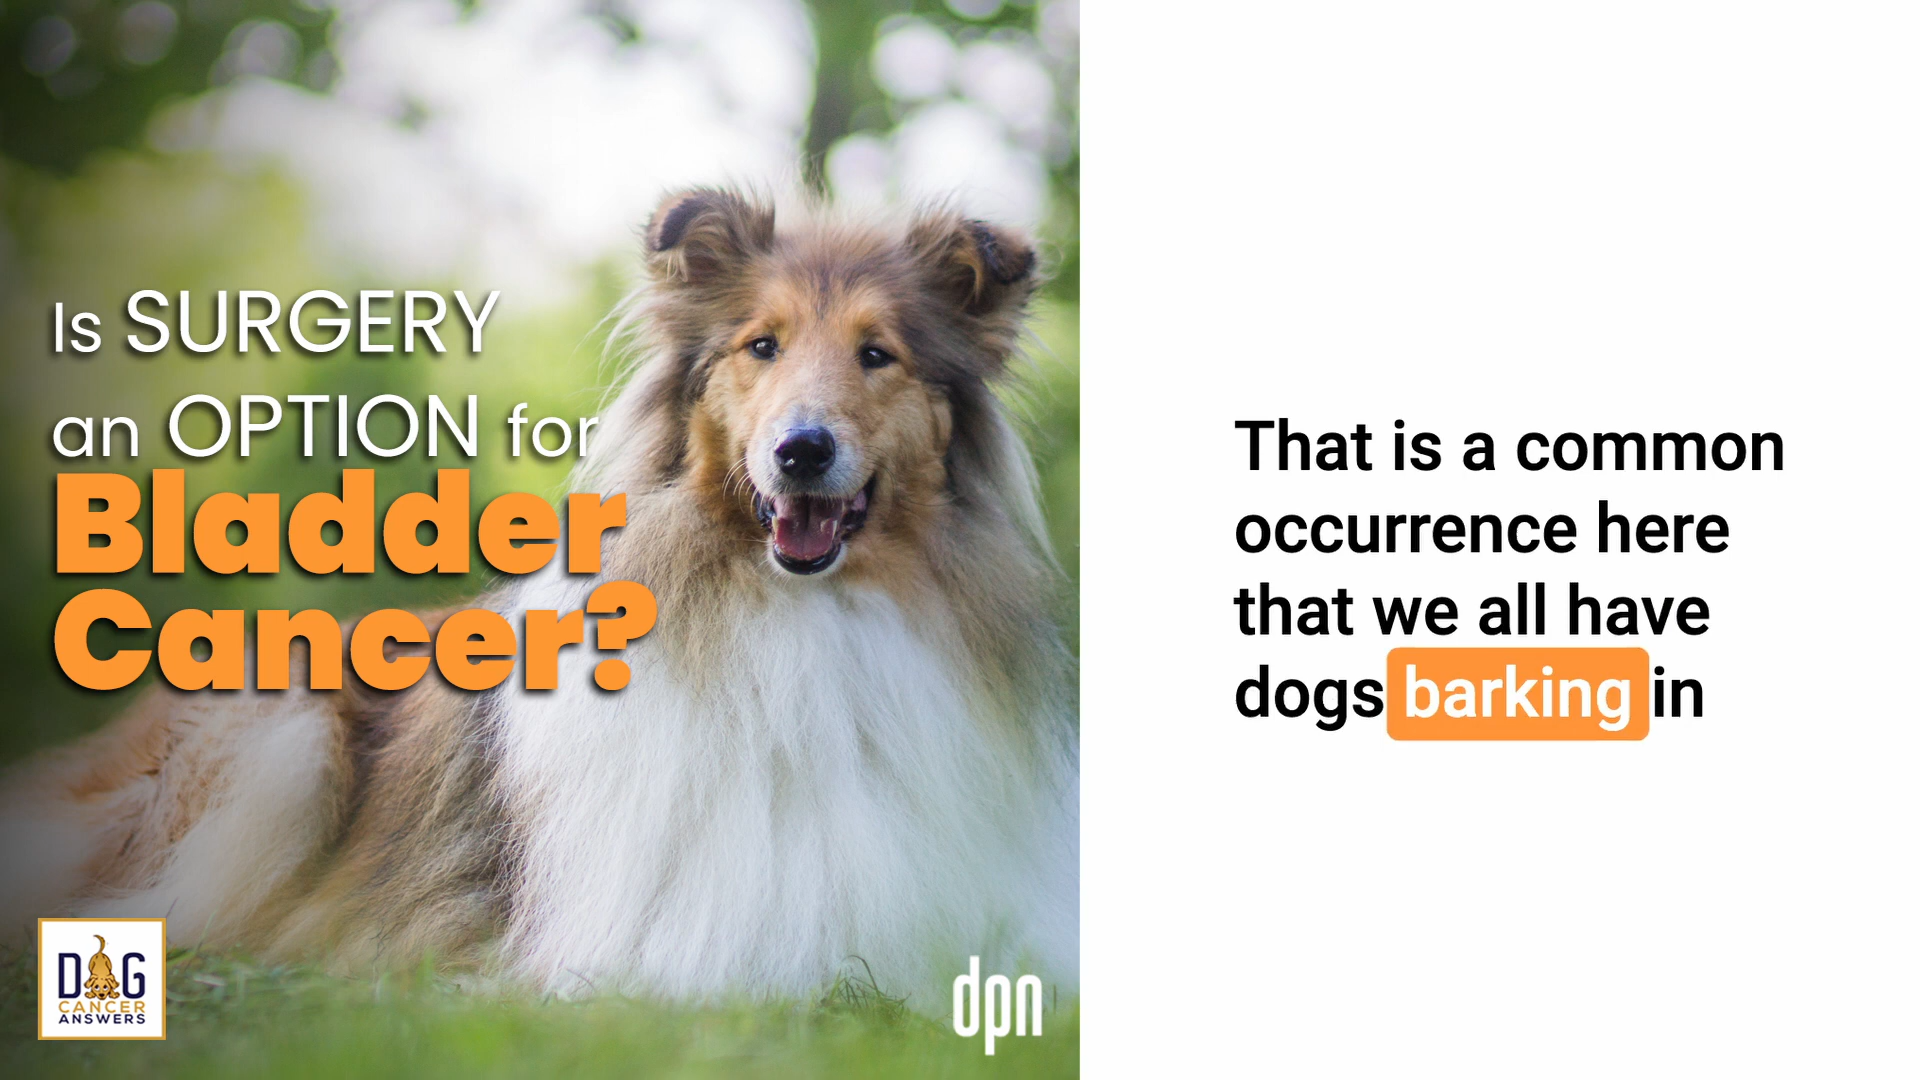 Is SURGERY
an OPTION for
Bladder
Cancer?
DOG
CANCER
ANSWERS
dpn
That is a common
occurrence here
that we all have
dogs barking in